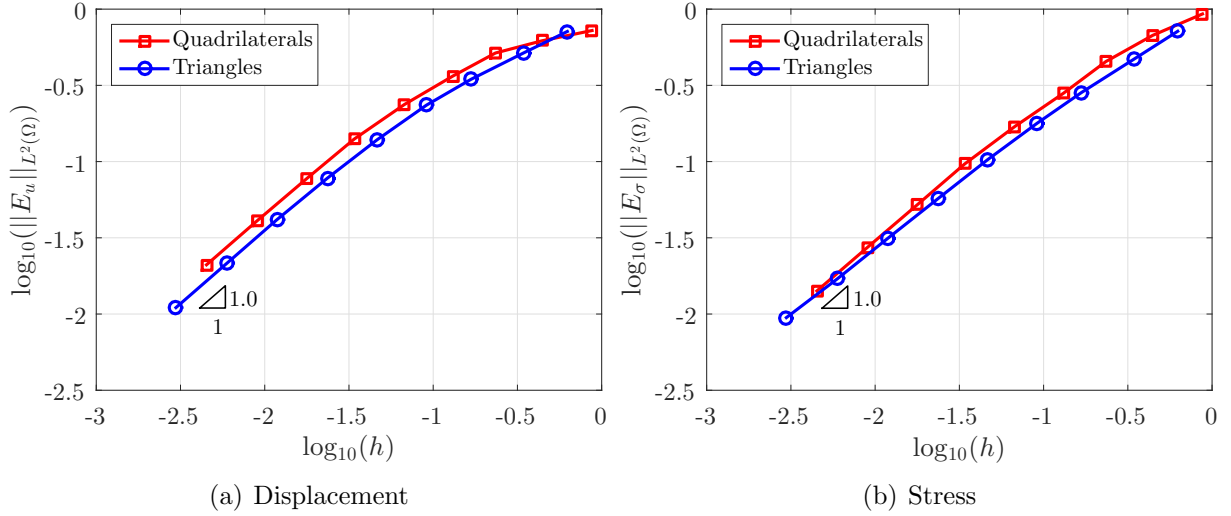 0
-0.5
-1
-1.5
-2
-2.5
log₁₀(||E_u||_{L²(Ω)})
Quadrilaterals
Triangles
1.0
1
-3 -2.5 -2 -1.5 -1 -0.5 0
log₁₀(h)
(a) Displacement
0
-0.5
-1
-1.5
-2
-2.5
log₁₀(||E_σ||_{L²(Ω)})
Quadrilaterals
Triangles
1.0
1
-3 -2.5 -2 -1.5 -1 -0.5 0
log₁₀(h)
(b) Stress